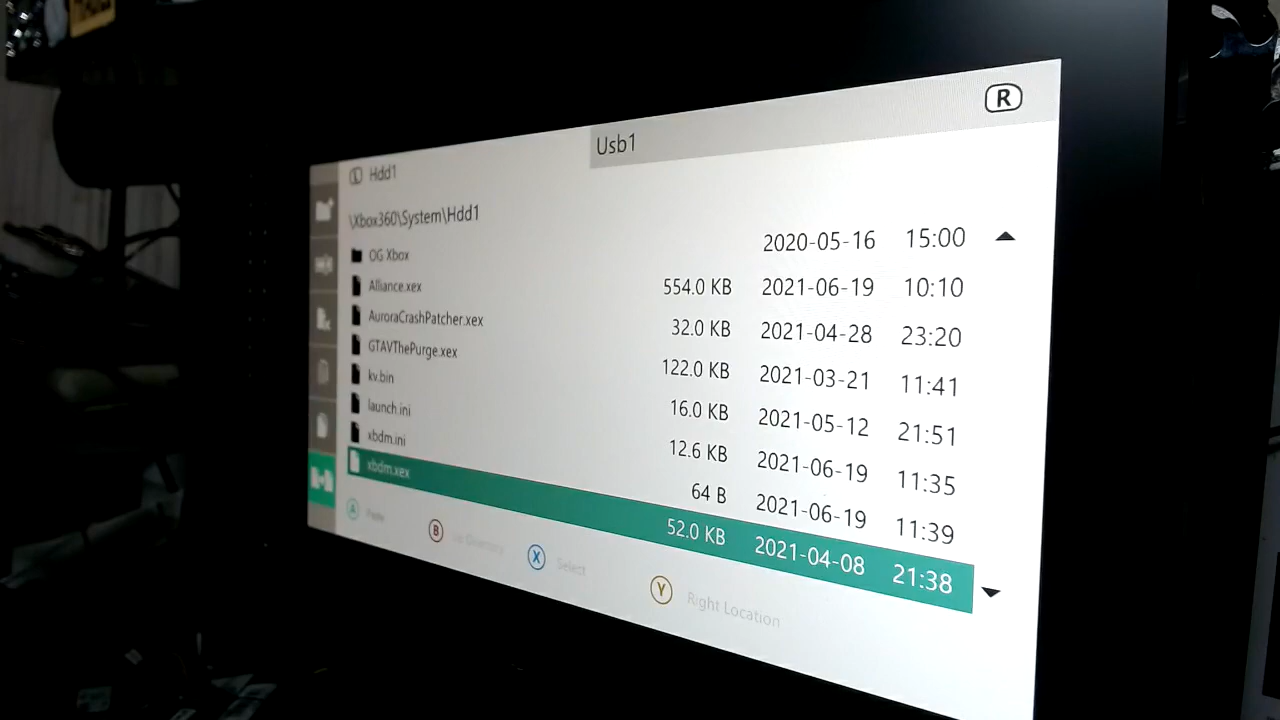 L Hdd1
Usb1
R
\Xbox360\System\Hdd1
OG Xbox 2020-05-16 15:00
Alliance.xex 554.0 KB 2021-06-19 10:10
AuroraCrashPatcher.xex 32.0 KB 2021-04-28 23:20
GTAVThePurge.xex 122.0 KB 2021-03-21 11:41
kv.bin 16.0 KB 2021-05-12 21:51
launch.ini 12.6 KB 2021-06-19 11:35
xbdm.ini 64 B 2021-06-19 11:39
xbdm.xex 52.0 KB 2021-04-08 21:38
A
B Directory
X Select
Y Right Location